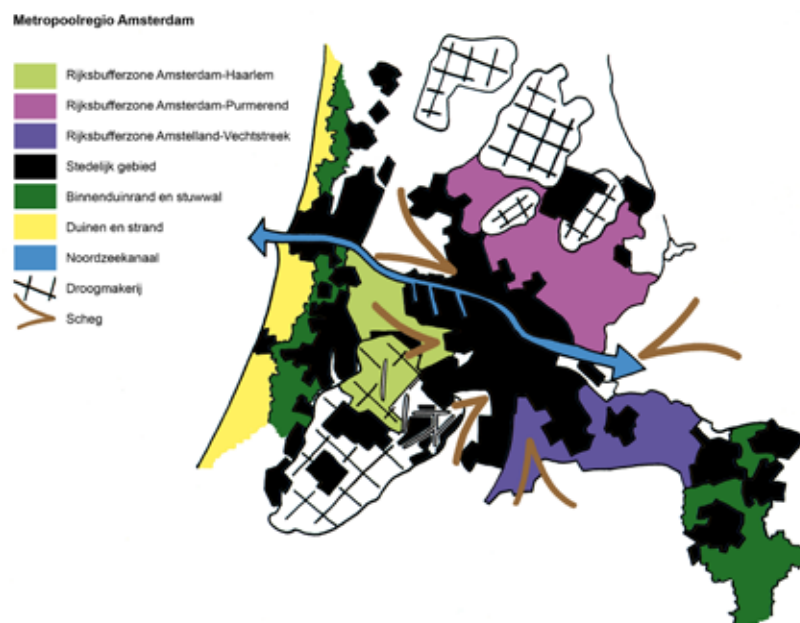 Metropoolregio Amsterdam
Rijksbufferzone Amsterdam-Haarlem
Rijksbufferzone Amsterdam-Purmerend
Rijksbufferzone Amstelland-Vechtstreek
Stedelijk gebied
Binnenduinrand en stuwwal
Duinen en strand
Noordzeekanaal
Droogmakerij
Scheg